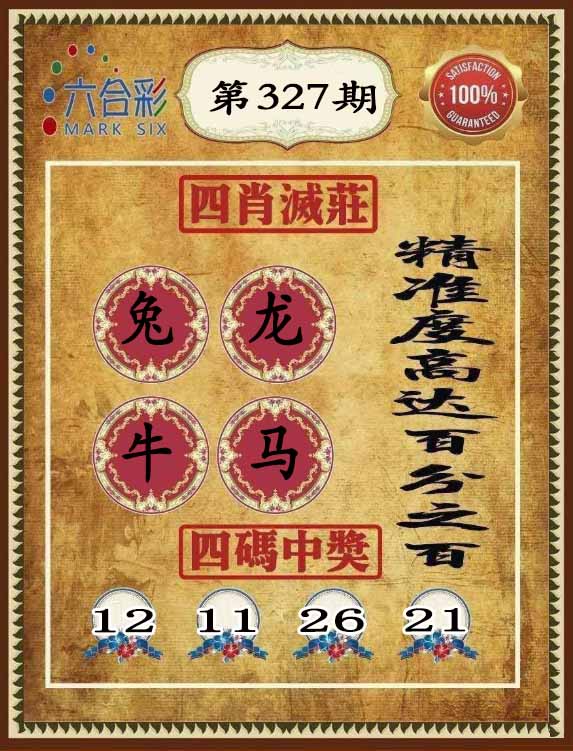 六合彩
MARK SIX
第327期
SATISFACTION
100%
GUARANTEED
四肖滅莊
兔 龙
牛 马
精准度高达百分之百
四碼中獎
12 11 26 21